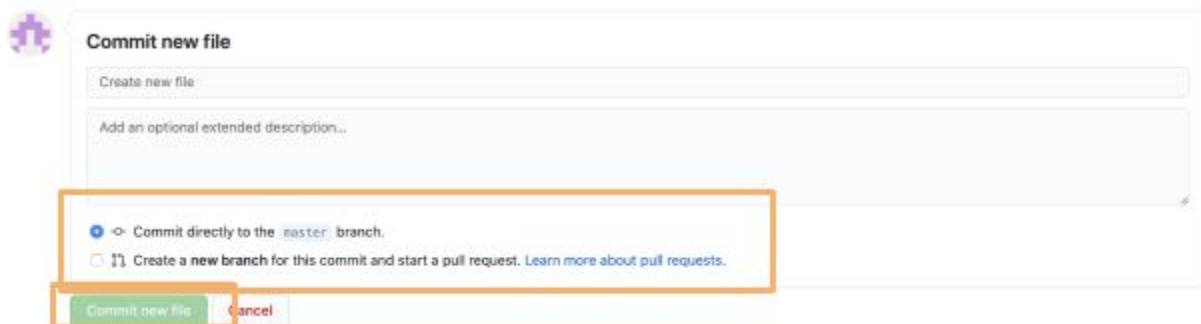 Commit new file
Create new file
Add an optional extended description...
Commit directly to the master branch.
Create a new branch for this commit and start a pull request. Learn more about pull requests.
Commit new file Cancel